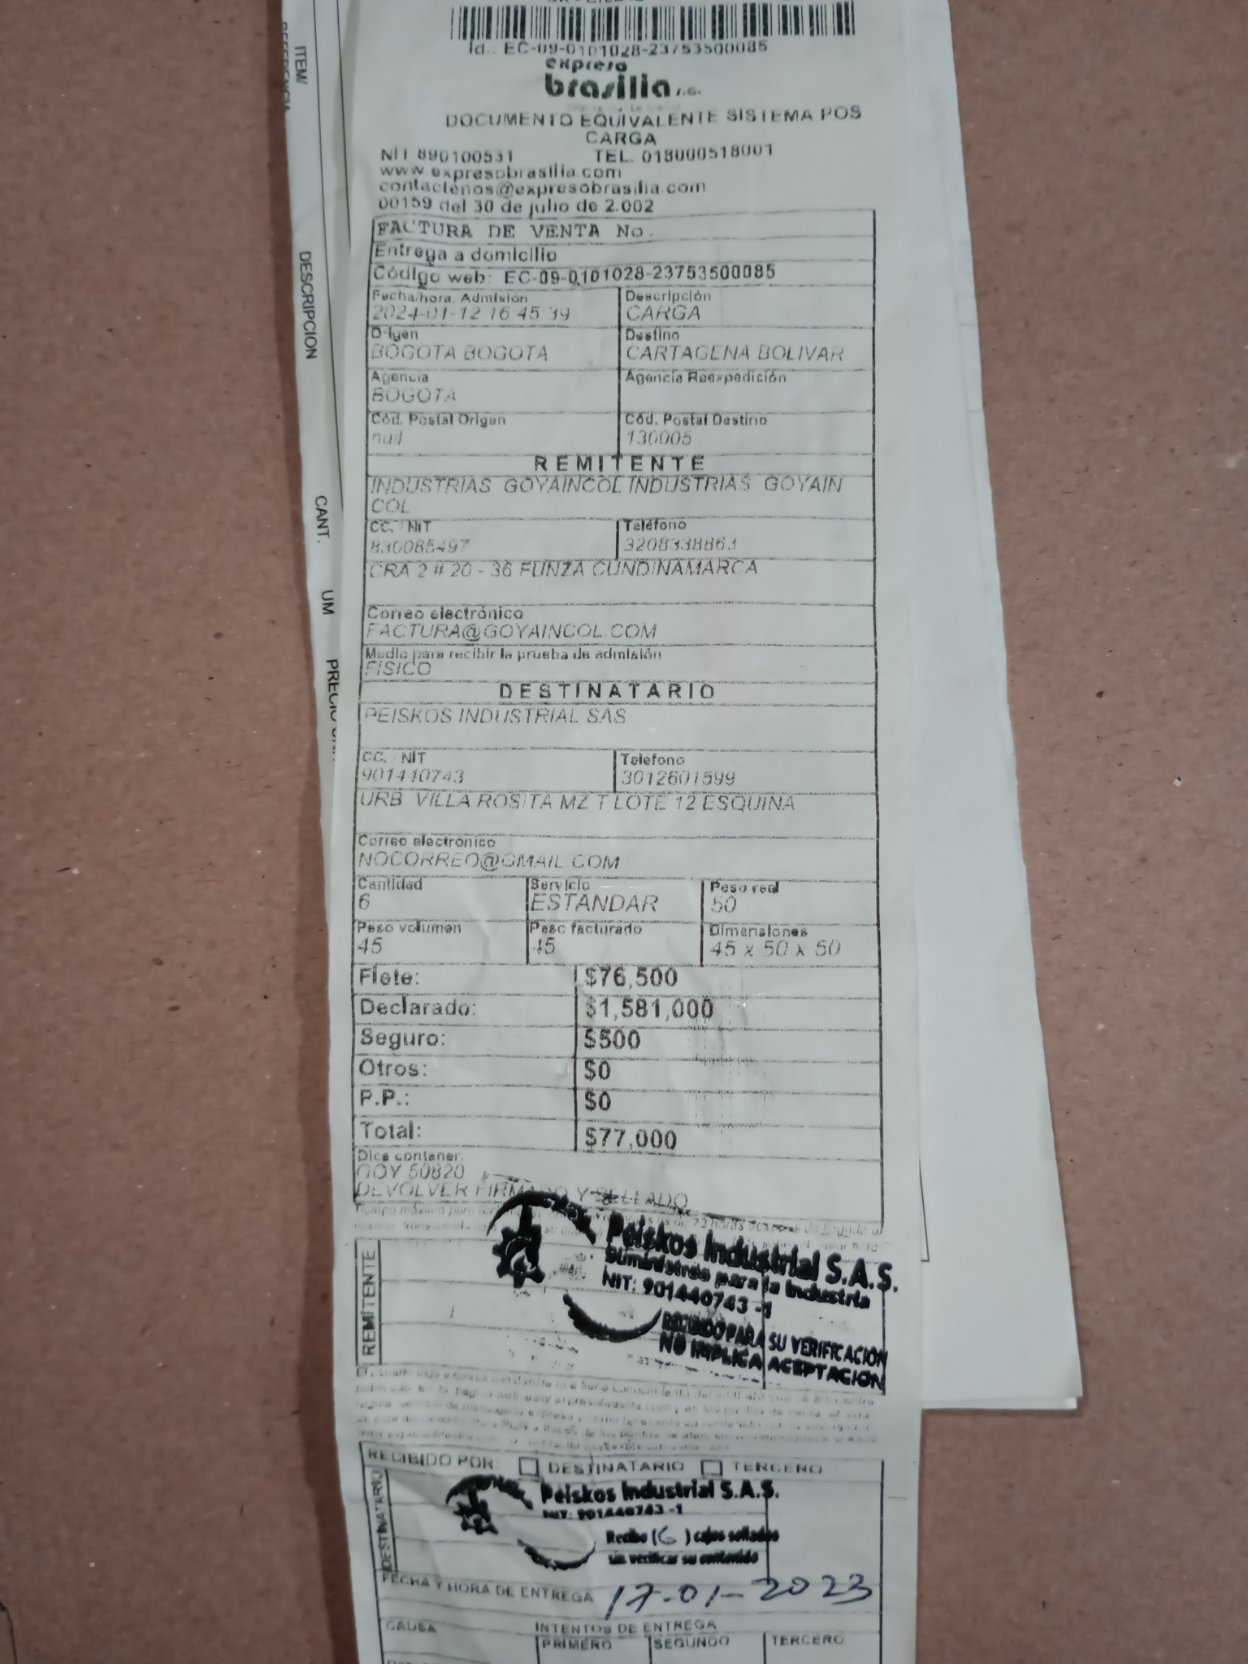 Id.: EC-09-0101028-23753500085
expreso
brasilia s.a.
DOCUMENTO EQUIVALENTE SISTEMA POS
CARGA
NIT 890100531 TEL. 018000518001
www expresobrasilia.com
contactenos@expresobrasilia.com
00159 del 30 de julio de 2.002
FACTURA DE VENTA No.
Entrega a domicilio
Código web: EC-09-0101028-23753500085
Fecha/hora. Admisión Descripción
2024-01-12 16 45 39 CARGA
Origen Destino
BOGOTA BOGOTA CARTAGENA BOLIVAR
Agencia Agencia Reexpedición
BOGOTA
Cód. Postal Origen Cód. Postal Destino
null 130005
REMITENTE
INDUSTRIAS GOYAINCOL INDUSTRIAS GOYAIN
COL
CC. / NIT Teléfono
830085497 3208338863
CRA 2 # 20 - 36 FUNZA CUNDINAMARCA
Correo electrónico
FACTURA@GOYAINCOL.COM
Medio para recibir la prueba de admisión
FISICO
DESTINATARIO
PEISKOS INDUSTRIAL SAS
CC. / NIT Teléfono
901440743 3012601599
URB VILLA ROSITA MZ T LOTE 12 ESQUINA
Correo electrónico
NOCORREO@GMAIL.COM
Cantidad Servicio Peso real
6 ESTANDAR 50
Peso volumen Peso facturado Dimensiones
45 45 45 x 50 x 50
Flete: $76,500
Declarado: $1,581,000
Seguro: $500
Otros: $0
P.P.: $0
Total: $77,000
Dice contener:
GOY 50820
DEVOLVER FIRMADO Y SELLADO
REMITENTE
Peiskos Industrial S.A.S.
Suministros para la Industria
NIT: 901440743 -1
RECIBIDO PARA SU VERIFICACION
NO IMPLICA ACEPTACION
RECIBIDO POR: DESTINATARIO TERCERO
DESTINATARIO
Peiskos Industrial S.A.S.
NIT: 901440743 -1
Recibo (6) cajas selladas
sin verificar su contenido
FECHA Y HORA DE ENTREGA 17-01-2023
CAUSA INTENTOS DE ENTREGA
PRIMERO SEGUNDO TERCERO
ITEM/
REFERENCIA
DESCRIPCION
CANT.
UM